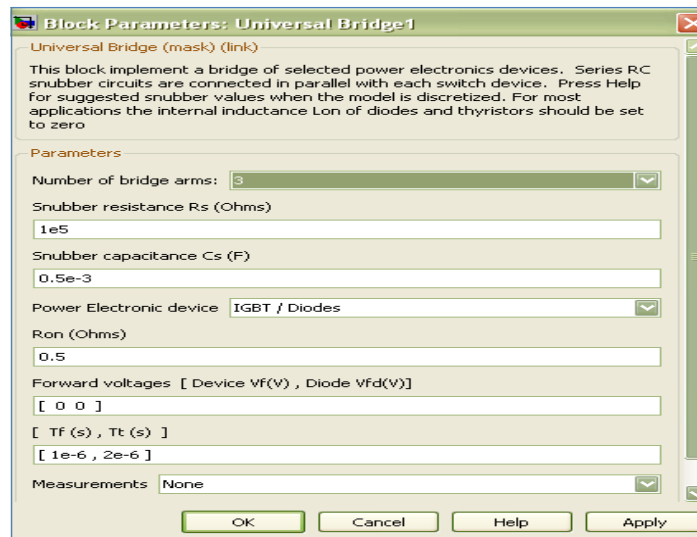 Block Parameters: Universal Bridge1
Universal Bridge (mask) (link)
This block implement a bridge of selected power electronics devices.  Series RC
snubber circuits are connected in parallel with each switch device.  Press Help
for suggested snubber values when the model is discretized. For most
applications the internal inductance Lon of diodes and thyristors should be set
to zero
Parameters
Number of bridge arms: 3
Snubber resistance Rs (Ohms)
1e5
Snubber capacitance Cs (F)
0.5e-3
Power Electronic device IGBT / Diodes
Ron (Ohms)
0.5
Forward voltages [ Device Vf(V) , Diode Vfd(V)]
[ 0 0 ]
[ Tf (s) , Tt (s) ]
[ 1e-6 , 2e-6 ]
Measurements None
OK Cancel Help Apply